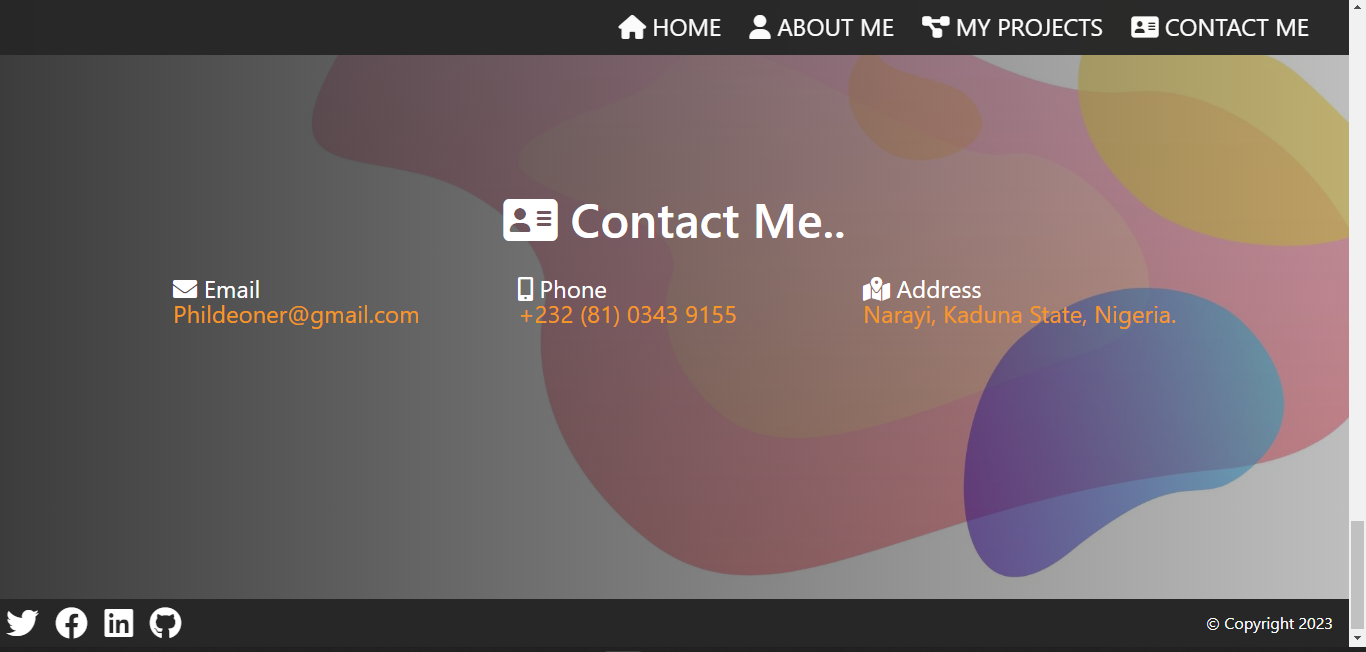 HOME ABOUT ME MY PROJECTS CONTACT ME
Contact Me..
Email
Phildeoner@gmail.com
Phone
+232 (81) 0343 9155
Address
Narayi, Kaduna State, Nigeria.
© Copyright 2023